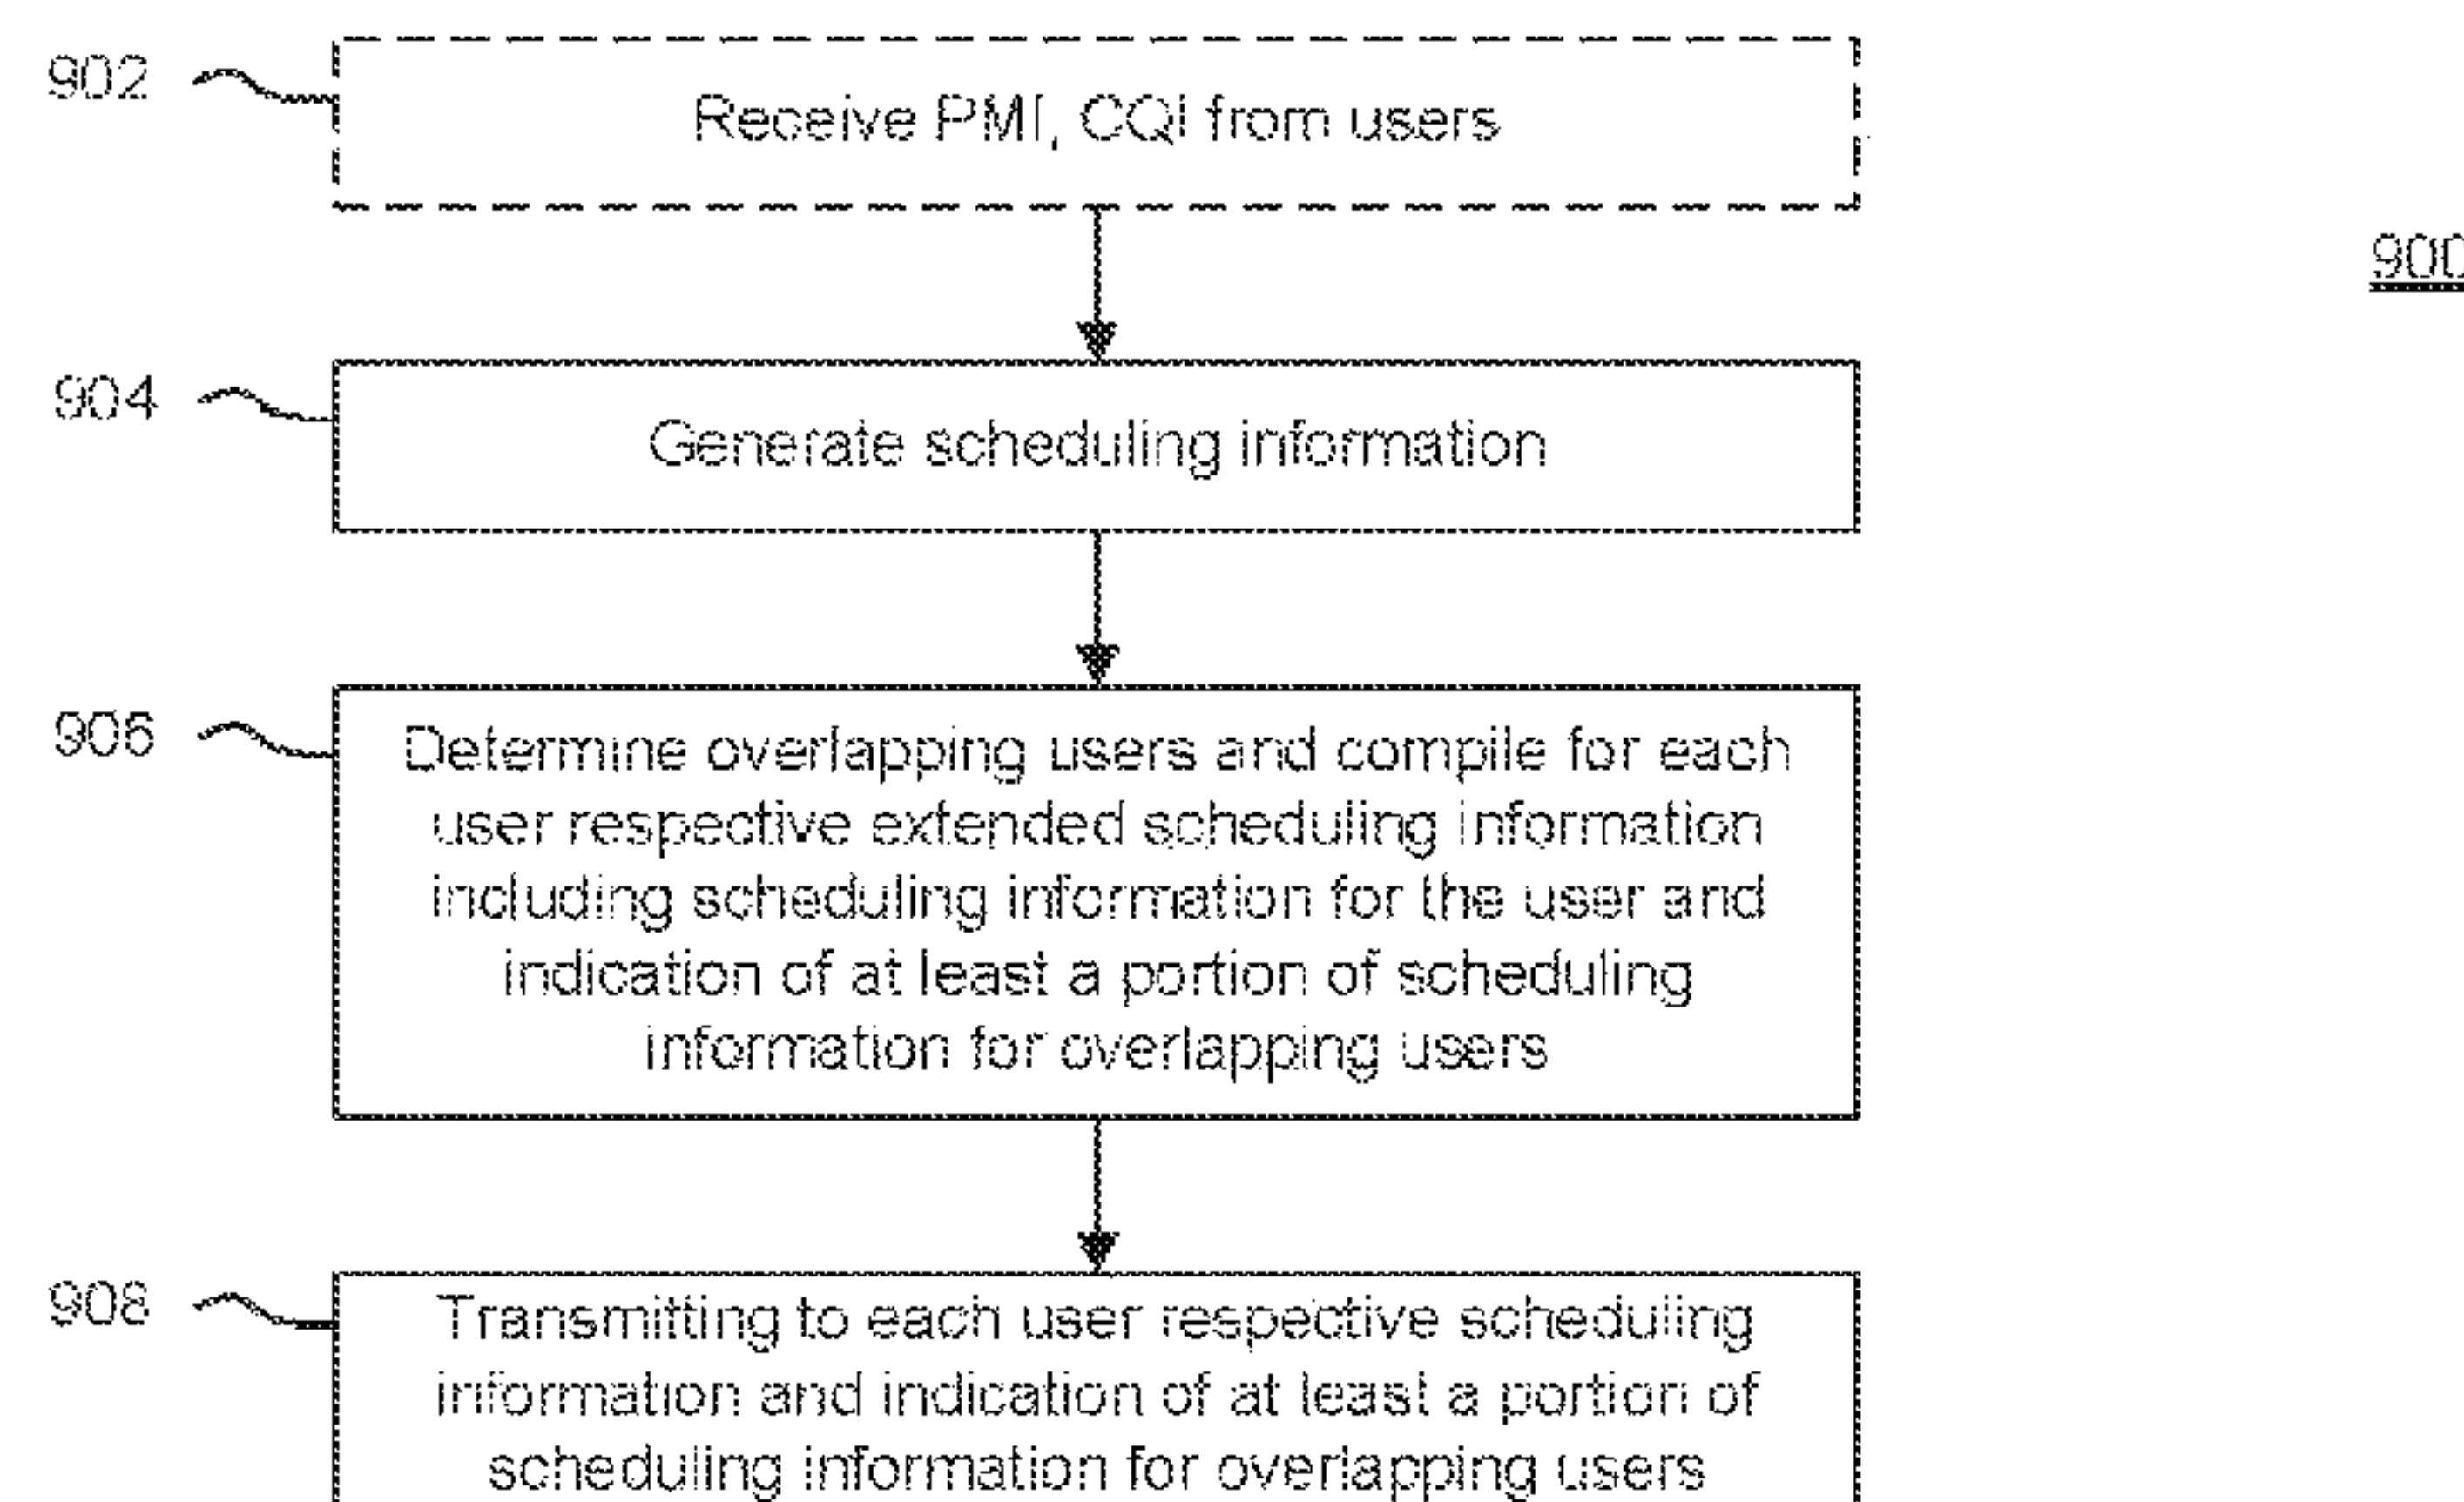 902
Receive PMI, CQI from users
900
904
Generate scheduling information
906
Determine overlapping users and compile for each
user respective extended scheduling information
including scheduling information for the user and
indication of at least a portion of scheduling
information for overlapping users
908
Transmitting to each user respective scheduling
information and indication of at least a portion of
scheduling information for overlapping users